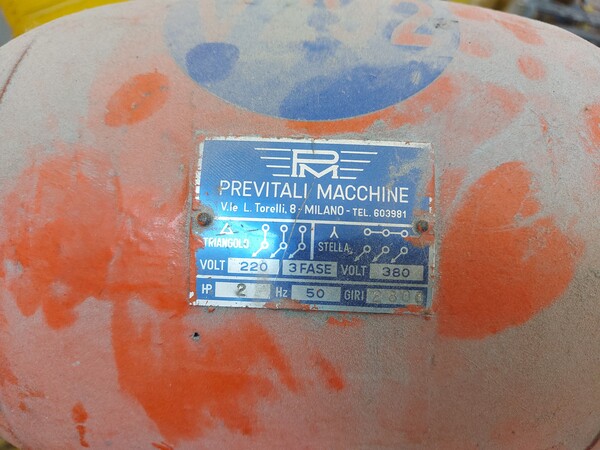 PM
PREVITALI MACCHINE
V.le L. Torelli, 8 - MILANO - TEL. 603981
TRIANGOLO STELLA
VOLT 220 3 FASE VOLT 380
HP 2 Hz 50 GIRI